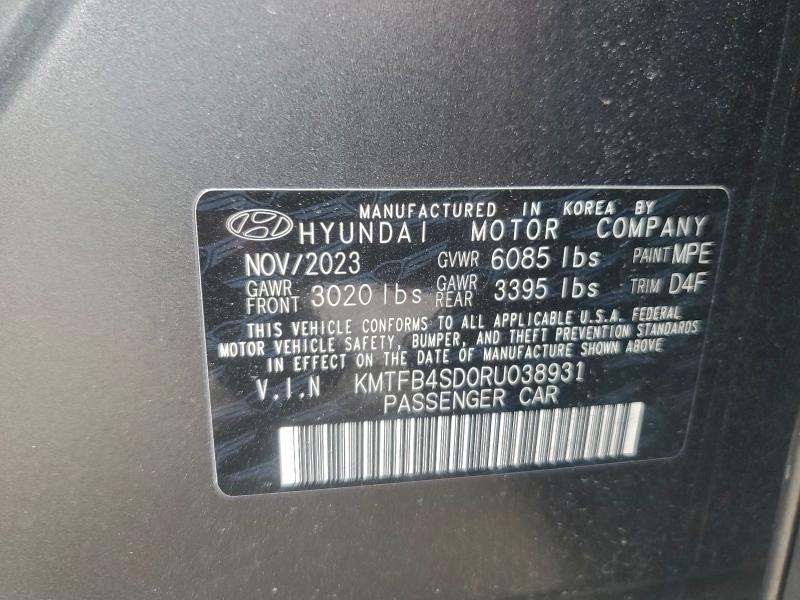 MANUFACTURED IN KOREA BY
HYUNDAI MOTOR COMPANY
NOV/2023 GVWR 6085 lbs PAINT MPE
GAWR FRONT 3020 lbs GAWR REAR 3395 lbs TRIM D4F
THIS VEHICLE CONFORMS TO ALL APPLICABLE U.S.A. FEDERAL
MOTOR VEHICLE SAFETY, BUMPER, AND THEFT PREVENTION STANDARDS
IN EFFECT ON THE DATE OF MANUFACTURE SHOWN ABOVE.
V.I.N KMTFB4SD0RU038931
PASSENGER CAR